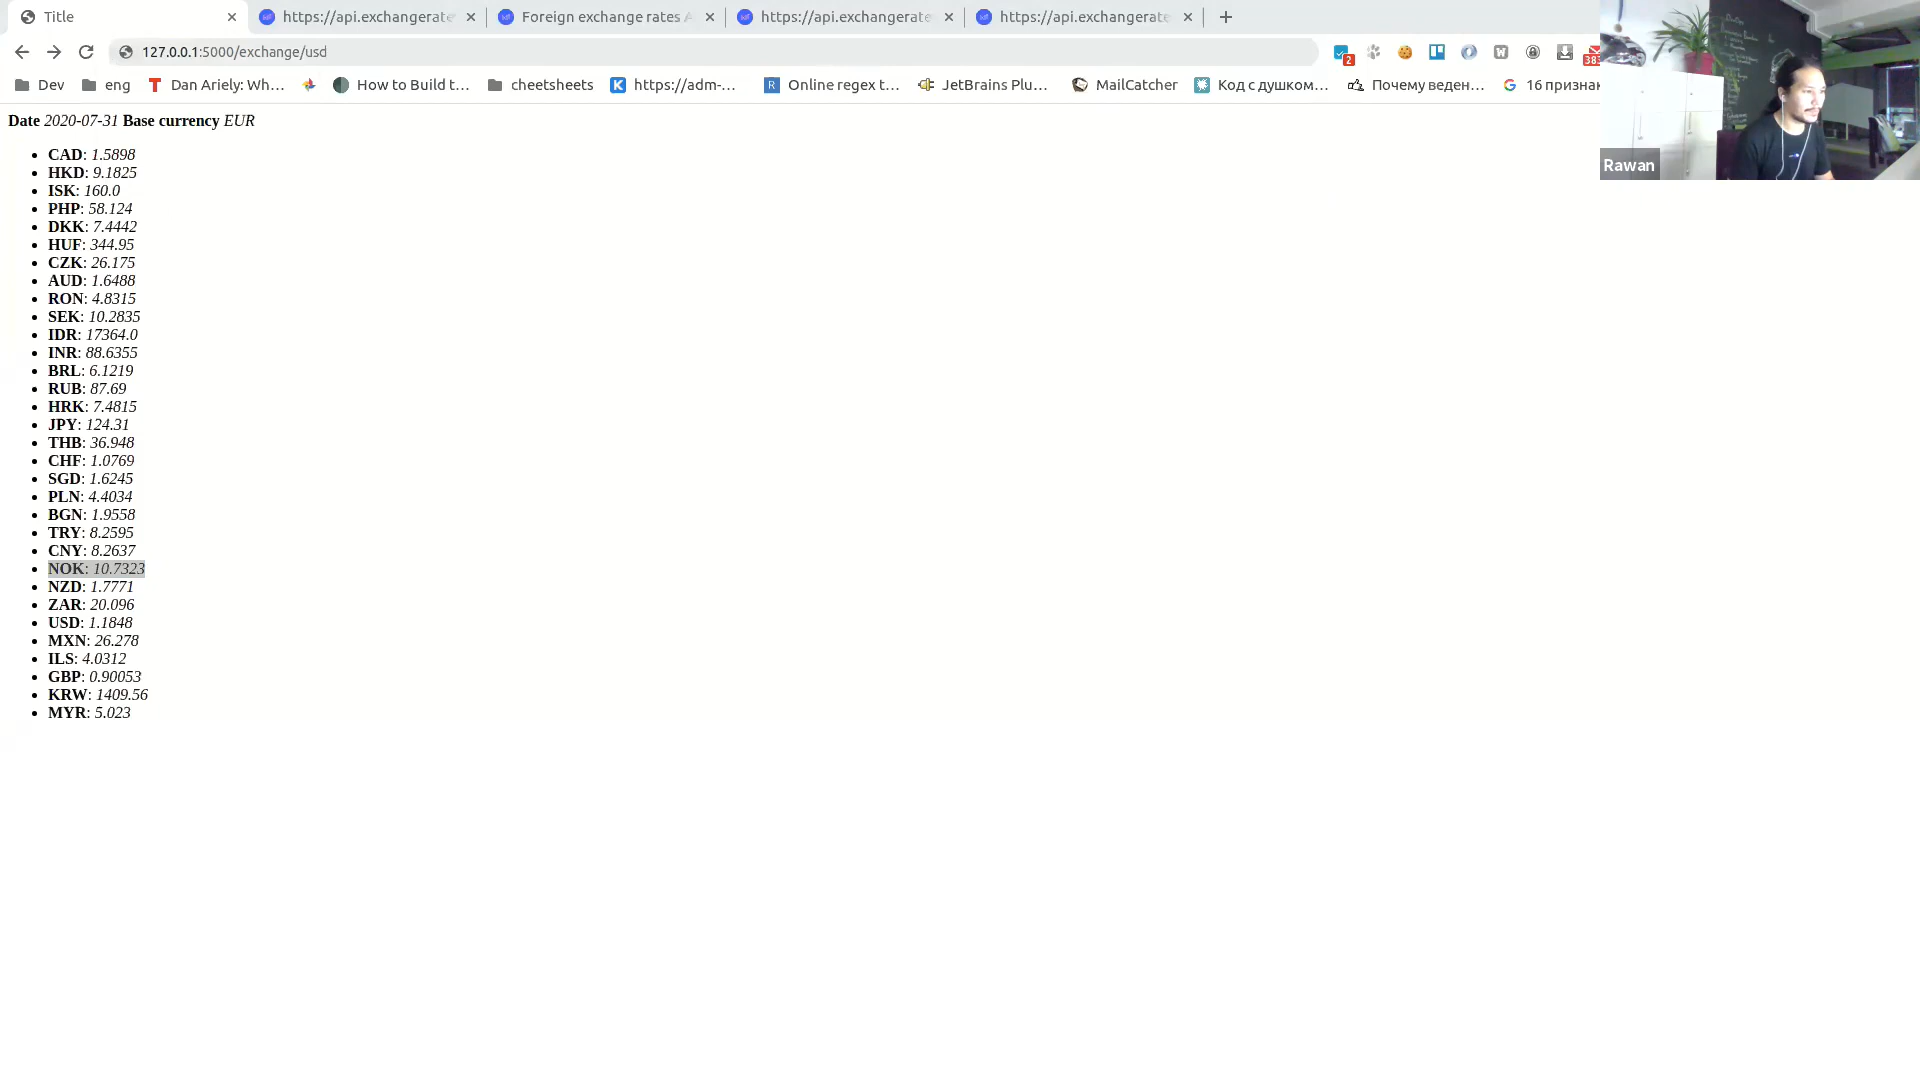 Title
https://api.exchangerate
Foreign exchange rates A
https://api.exchangerate
https://api.exchangerate
127.0.0.1:5000/exchange/usd
2
383
Dev
eng
Dan Ariely: Wh...
How to Build t...
cheetsheets
https://adm-...
Online regex t...
JetBrains Plu...
MailCatcher
Код с душком...
Почему веден...
16 признак
Date 2020-07-31 Base currency EUR
CAD: 1.5898
HKD: 9.1825
ISK: 160.0
PHP: 58.124
DKK: 7.4442
HUF: 344.95
CZK: 26.175
AUD: 1.6488
RON: 4.8315
SEK: 10.2835
IDR: 17364.0
INR: 88.6355
BRL: 6.1219
RUB: 87.69
HRK: 7.4815
JPY: 124.31
THB: 36.948
CHF: 1.0769
SGD: 1.6245
PLN: 4.4034
BGN: 1.9558
TRY: 8.2595
CNY: 8.2637
NOK: 10.7323
NZD: 1.7771
ZAR: 20.096
USD: 1.1848
MXN: 26.278
ILS: 4.0312
GBP: 0.90053
KRW: 1409.56
MYR: 5.023
Rawan